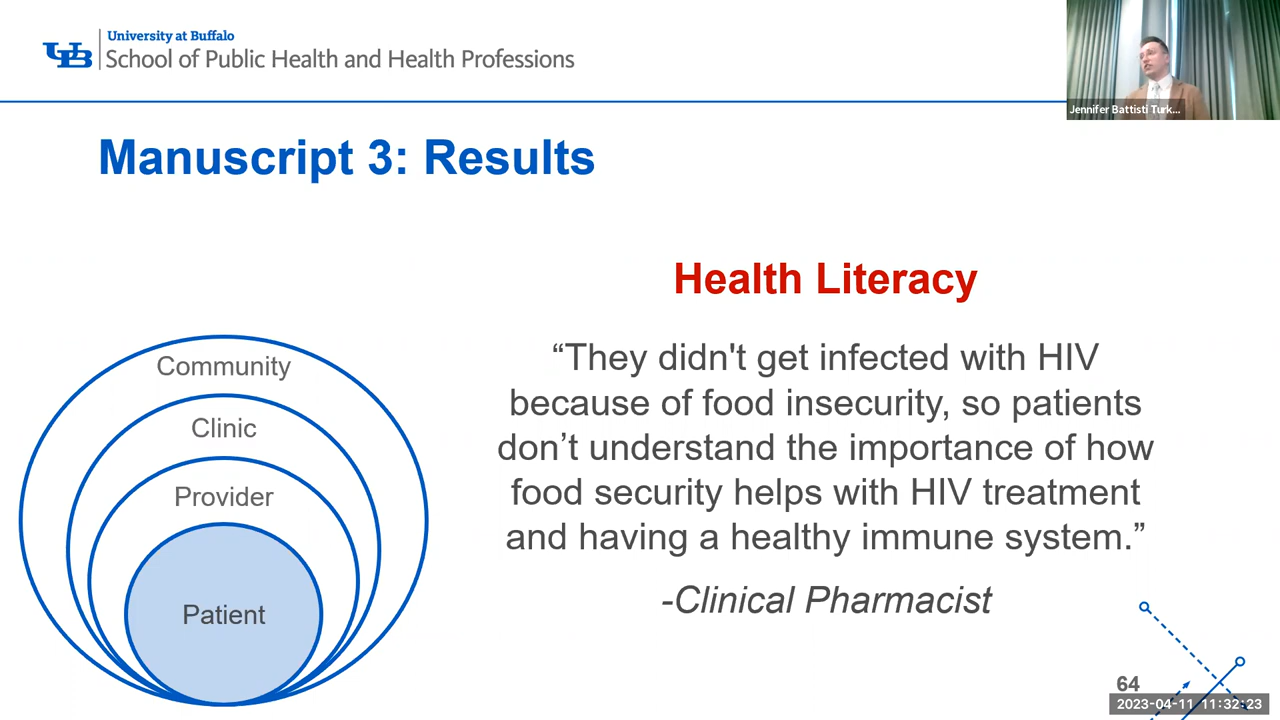 UB
University at Buffalo
School of Public Health and Health Professions
Jennifer Battisti Turk...
Manuscript 3: Results
Health Literacy
“They didn't get infected with HIV
because of food insecurity, so patients
don’t understand the importance of how
food security helps with HIV treatment
and having a healthy immune system.”
-Clinical Pharmacist
Community
Clinic
Provider
Patient
64
2023-04-11 11:32:23